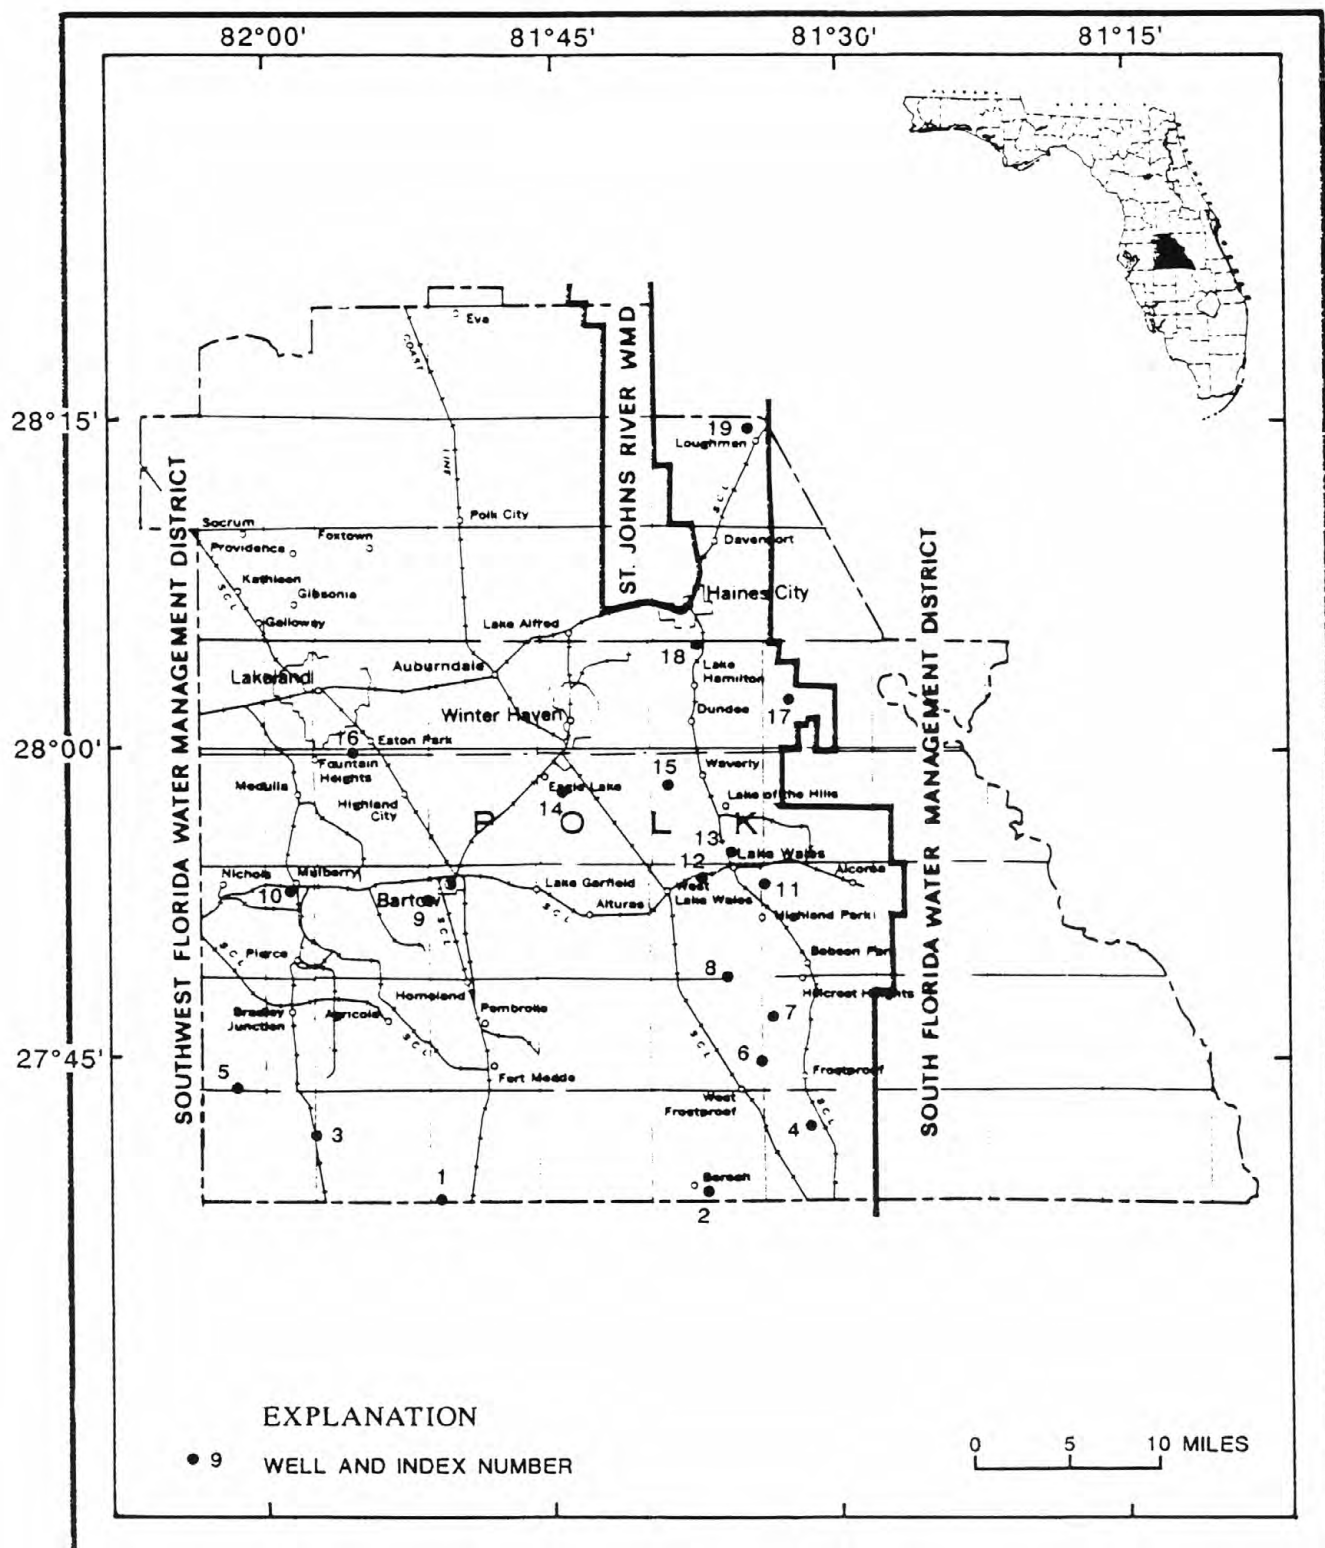 82°00' 81°45' 81°30' 81°15'
Eva
COAST
LINE
ST. JOHNS RIVER WMD
28°15'
19
Loughman
SOUTHWEST FLORIDA WATER MANAGEMENT DISTRICT
Socrum
Foxtown
Polk City
S C L
Providence
Davenport
Kathleen
Gibsonia
S C L
Haines City
Galloway
Lake Alfred
SOUTH FLORIDA WATER MANAGEMENT DISTRICT
18
Auburndale
Lake
Hamilton
Lakeland
Winter Haven
Dundee
17
28°00'
16
Eaton Park
Fountain
Heights
15
Waverly
Medulla
Eagle Lake
14
Highland
City
Lake of the Hills
P O L K
13
Lake Wales
12
Nichols
Mulberry
Alcoma
10
Bartow
9
Lake Garfield
Alturas
S C L
West
Lake Wales
11
Highland Park
S C L
S C L
Pierce
Babson Park
8
Homeland
Hillcrest Heights
Bradley
Junction
Agricola
Pembroke
7
S C L
S C L
27°45'
6
5
Fort Meade
Frostproof
West
Frostproof
S C L
3
4
1
Bereah
2
EXPLANATION
9 WELL AND INDEX NUMBER
0 5 10 MILES